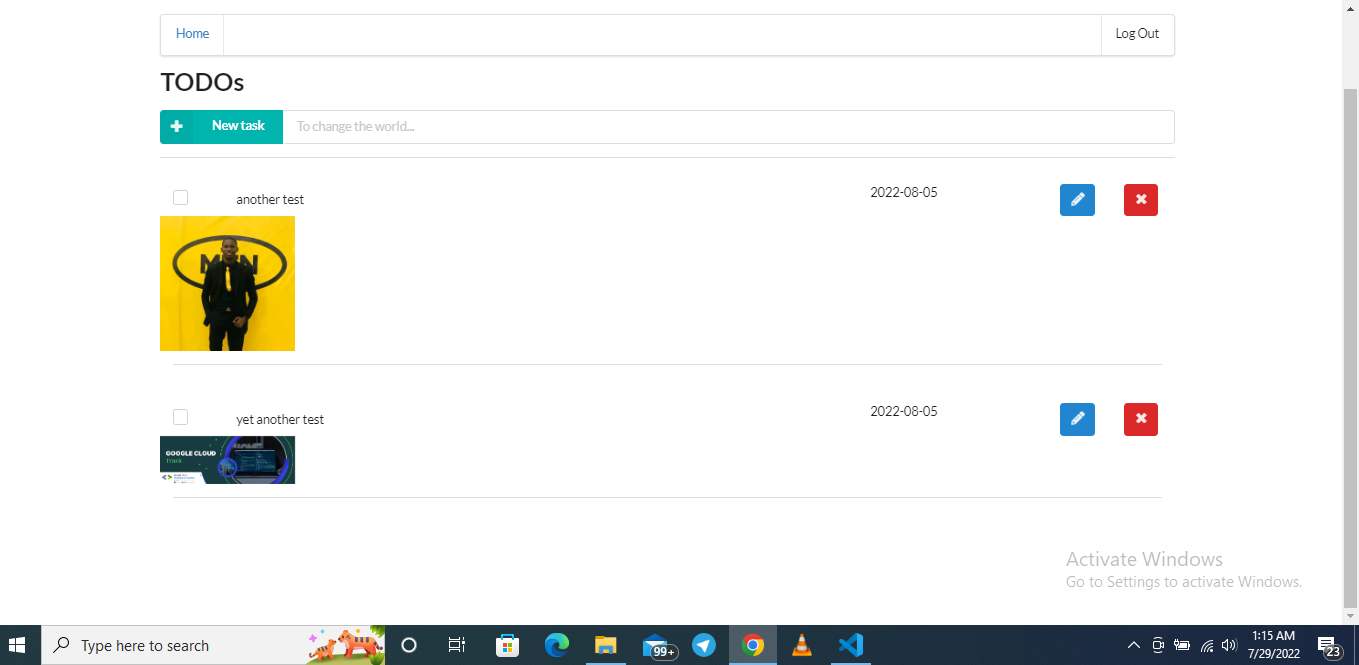 Home
Log Out
TODOs
New task
To change the world...
another test
2022-08-05
yet another test
2022-08-05
GOOGLE CLOUD
Track
Activate Windows
Go to Settings to activate Windows.
Type here to search
99+
1:15 AM
7/29/2022
23